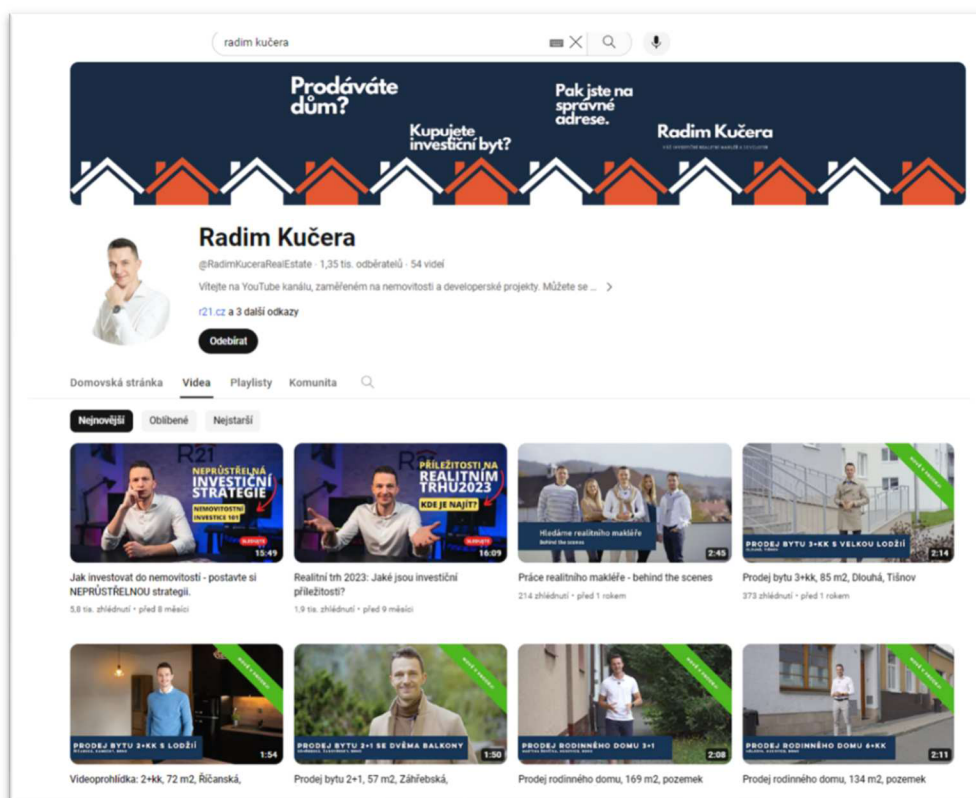 radim kučera
Prodáváte
dům?
Kupujete
investiční byt?
Pak jste na
správné
adrese.
Radim Kučera
Radim Kučera
@RadimKuceraRealEstate · 1,35 tis. odběratelů · 54 videí
Vítejte na YouTube kanálu, zaměřeném na nemovitosti a developerské projekty. Můžete se ...
r21.cz a 3 další odkazy
Odebírat
Domovská stránka Videa Playlisty Komunita
Nejnovější Oblíbené Nejstarší
R21
NEPRŮSTŘELNÁ
INVESTIČNÍ
STRATEGIE
NEMOVITOSTNÍ
INVESTICE 101
15:49
PŘÍLEŽITOSTI NA
REALITNÍM
TRHU2023
KDE JE NAJÍT?
16:09
Hledáme realitního makléře
Behind the scenes
2:45
PRODEJ BYTU 3+KK S VELKOU LODŽIÍ
2:14
Jak investovat do nemovitostí - postavte si
NEPRŮSTŘELNOU strategii.
5,8 tis. zhlédnutí • před 8 měsíci
Realitní trh 2023: Jaké jsou investiční
příležitosti?
1,9 tis. zhlédnutí • před 9 měsíci
Práce realitního makléře - behind the scenes
214 zhlédnutí • před 1 rokem
Prodej bytu 3+kk, 85 m2, Dlouhá, Tišnov
373 zhlédnutí • před 1 rokem
PRODEJ BYTU 2+KK S LODŽIÍ
1:54
PRODEJ BYTU 2+1 SE DVĚMA BALKONY
1:50
PRODEJ RODINNÉHO DOMU 3+1
2:08
PRODEJ RODINNÉHO DOMU 6+KK
2:11
Videoprohlídka: 2+kk, 72 m2, Říčanská,
Prodej bytu 2+1, 57 m2, Záhřebská,
Prodej rodinného domu, 169 m2, pozemek
Prodej rodinného domu, 134 m2, pozemek